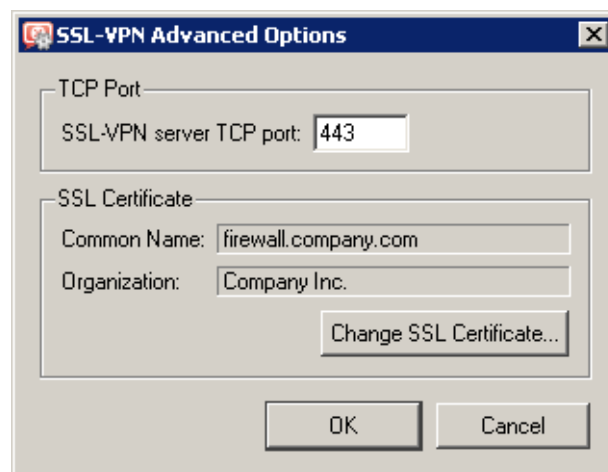 SSL-VPN Advanced Options
TCP Port
SSL-VPN server TCP port: 443
SSL Certificate
Common Name: firewall.company.com
Organization: Company Inc.
Change SSL Certificate...
OK Cancel